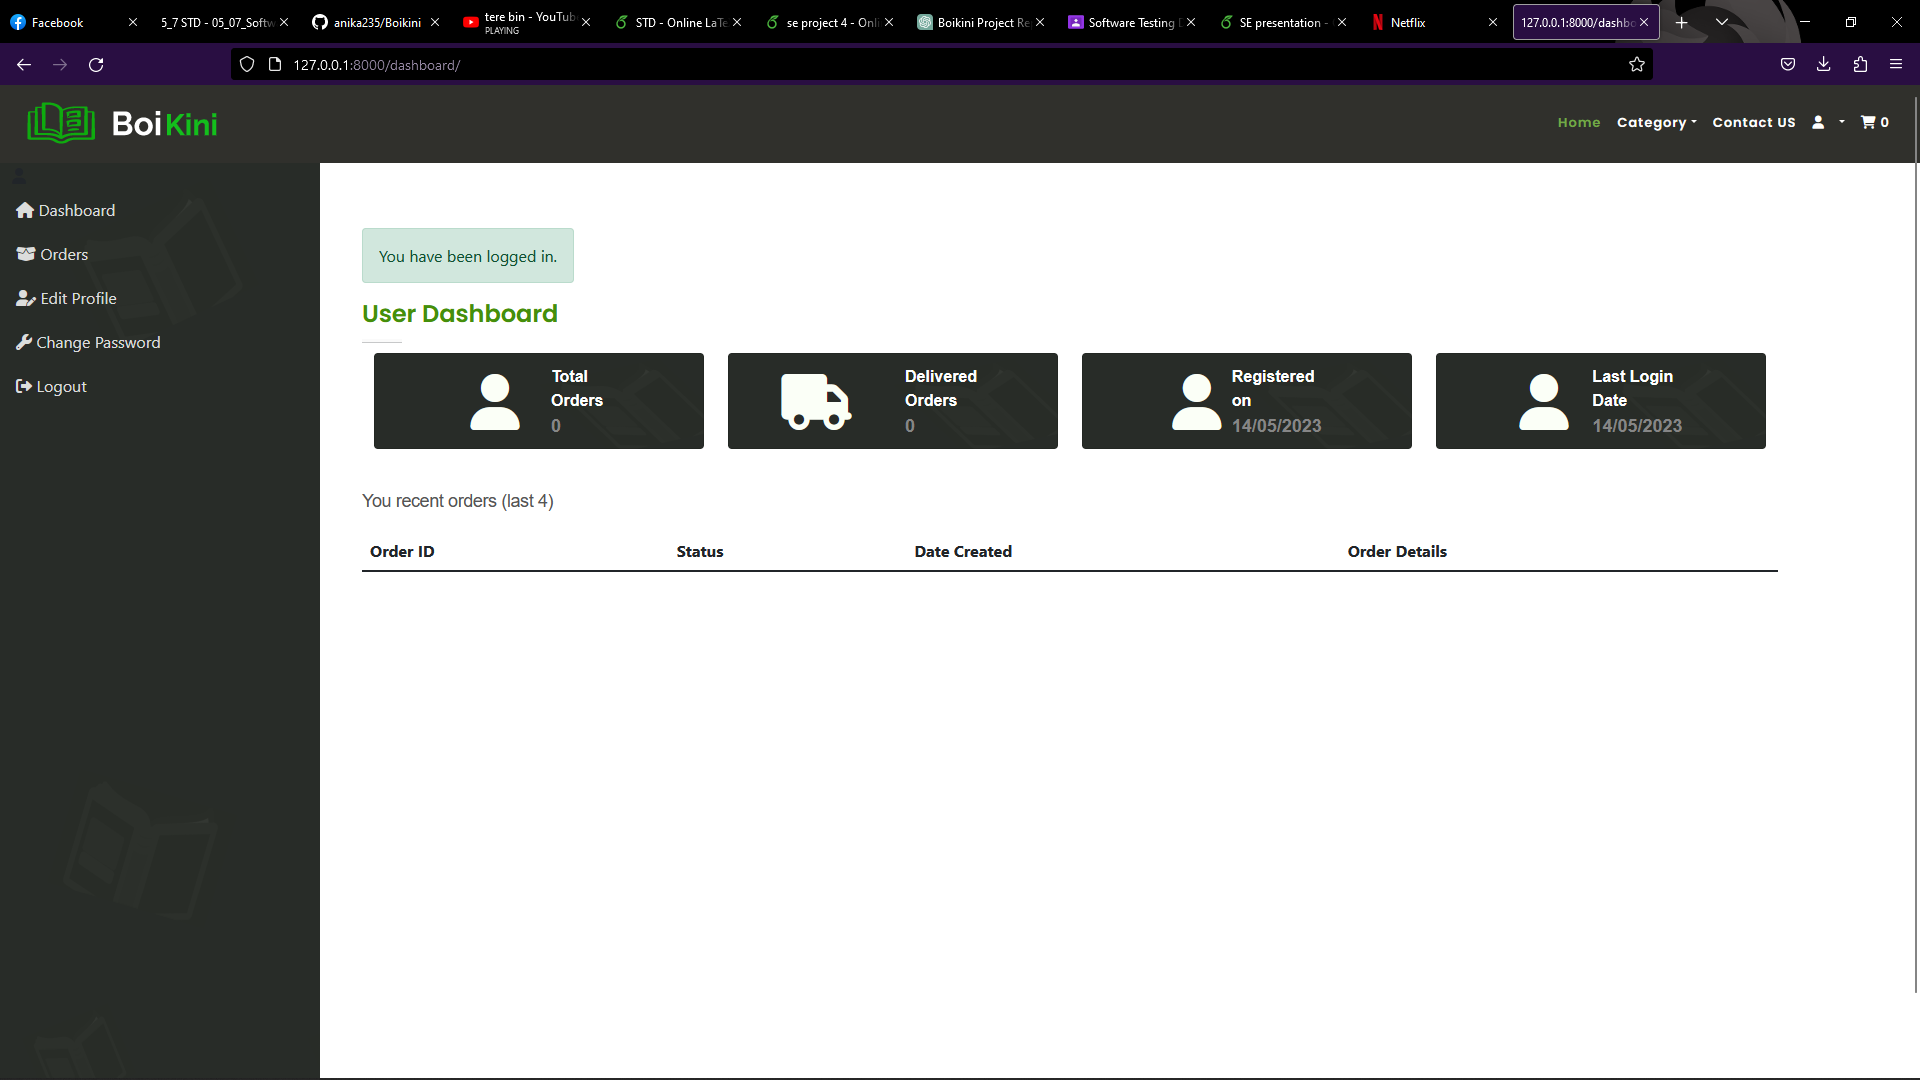 Facebook
5_7 STD - 05_07_Softw
anika235/Boikini
tere bin - YouTub
PLAYING
STD - Online LaTe
se project 4 - Onli
Boikini Project Re
Software Testing D
SE presentation -
Netflix
127.0.0.1:8000/dashbo
127.0.0.1:8000/dashboard/
BoiKini
Home
Category
Contact US
0
Dashboard
Orders
Edit Profile
Change Password
Logout
You have been logged in.
User Dashboard
Total
Orders
0
Delivered
Orders
0
Registered
on
14/05/2023
Last Login
Date
14/05/2023
You recent orders (last 4)
Order ID Status Date Created Order Details